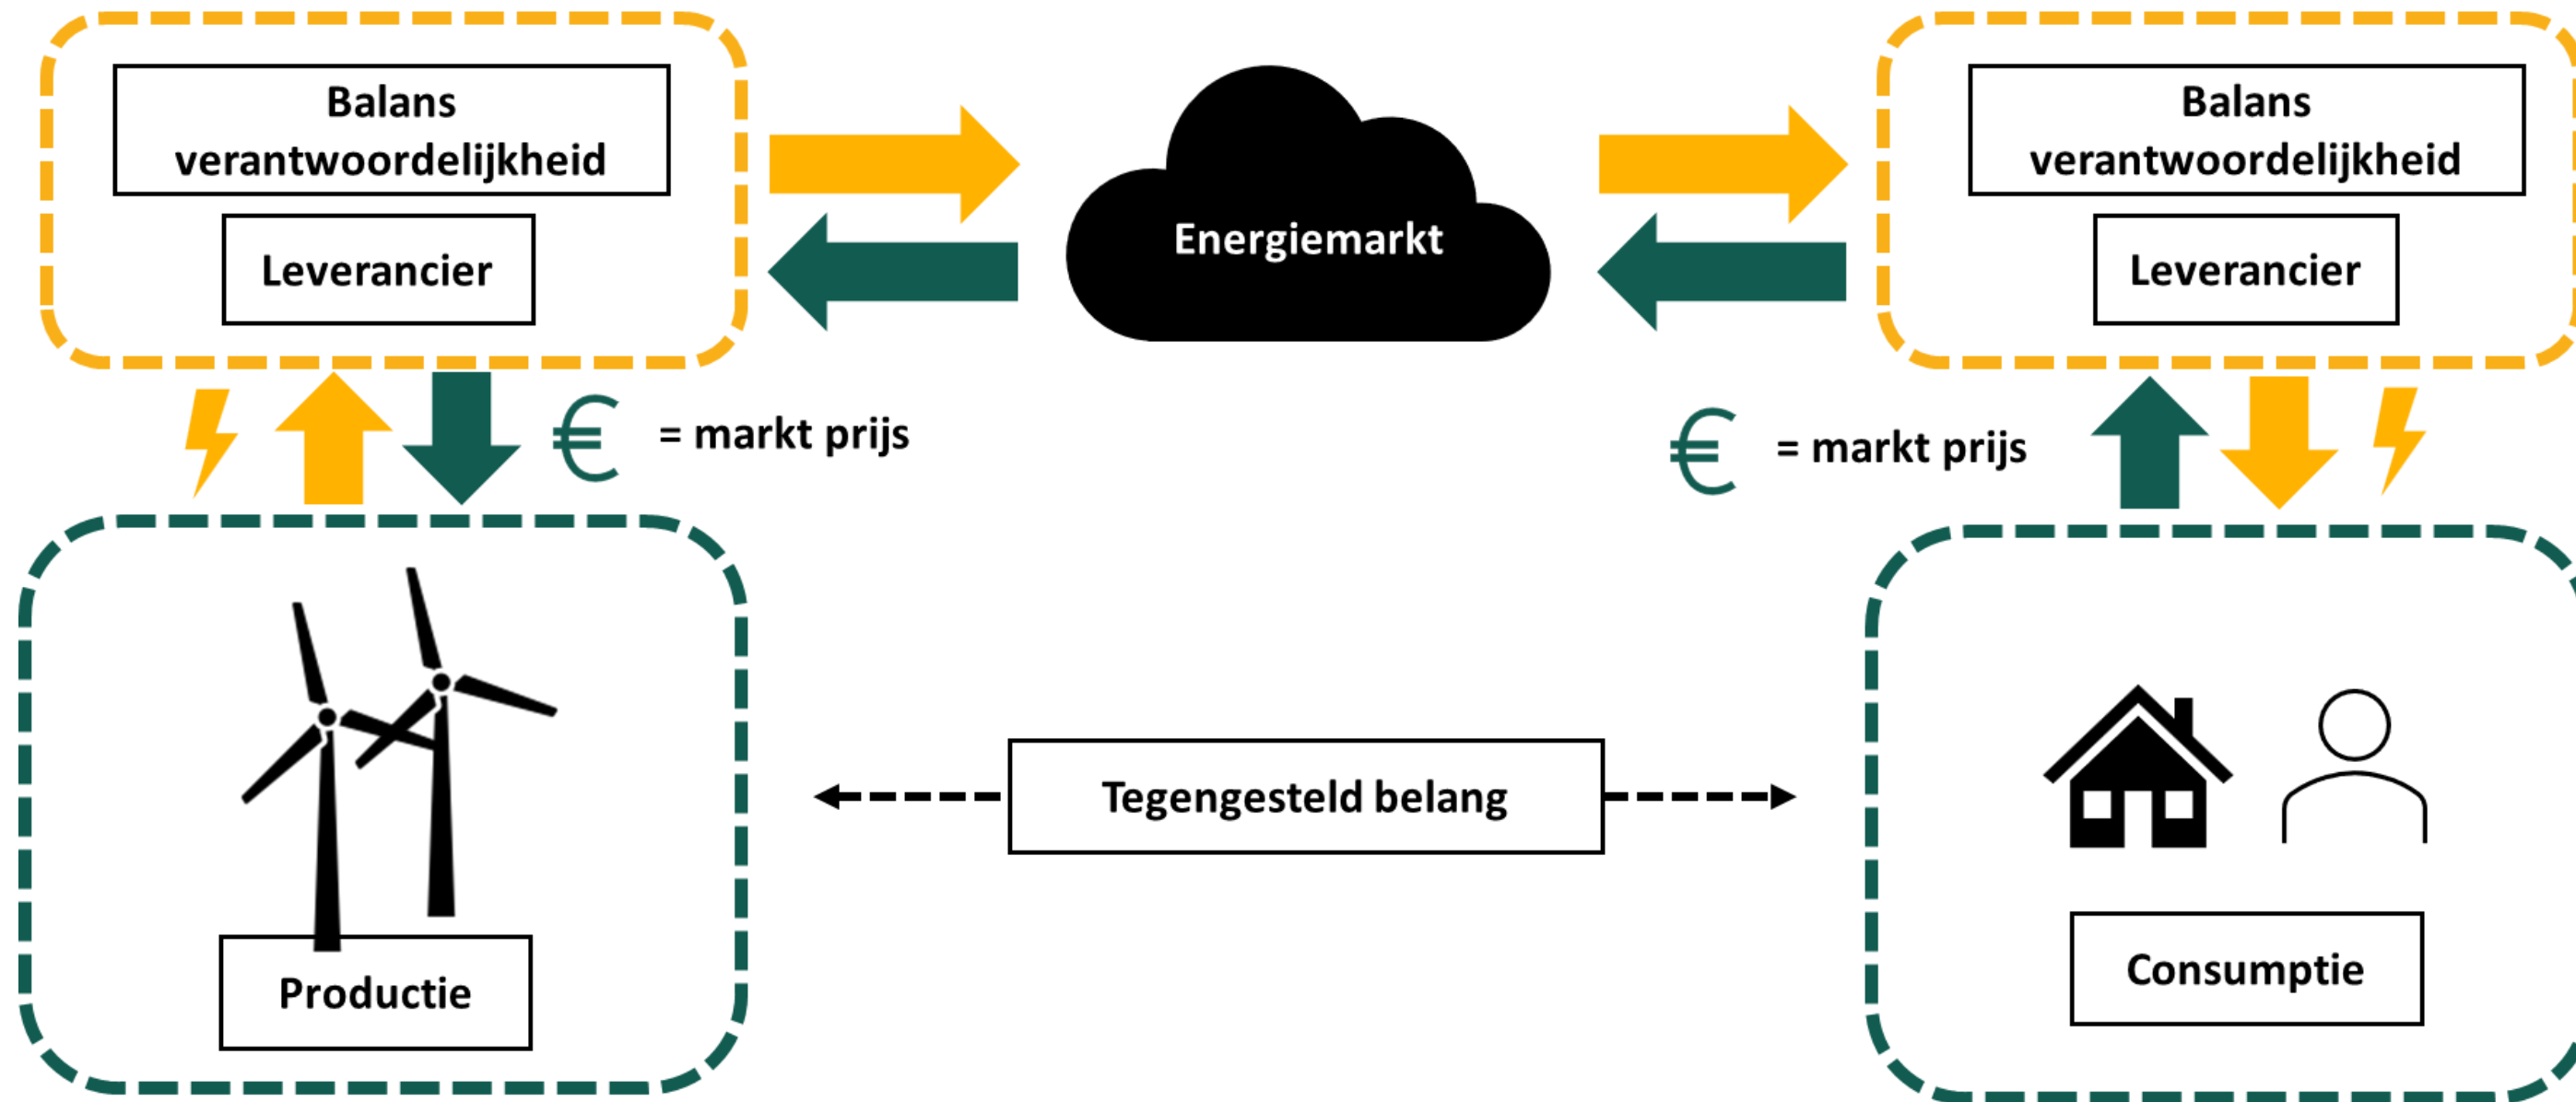 Balans
verantwoordelijkheid
Leverancier
Energiemarkt
Balans
verantwoordelijkheid
Leverancier
€ = markt prijs
€ = markt prijs
Tegengesteld belang
Productie
Consumptie